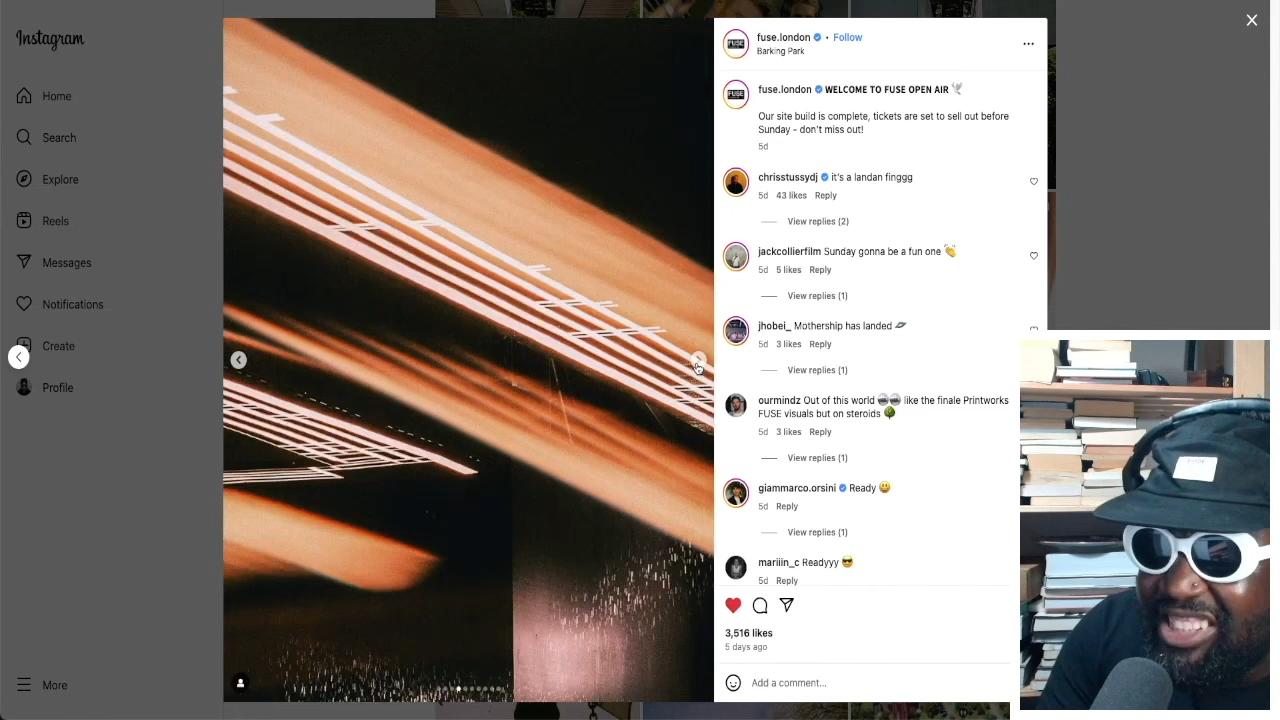 Instagram
Home
Search
Explore
Reels
Messages
Notifications
Create
Profile
More
FUSE
fuse.london • Follow
Barking Park
FUSE
fuse.london WELCOME TO FUSE OPEN AIR 🕊
Our site build is complete, tickets are set to sell out before
Sunday - don't miss out!
5d
chrisstussydj it's a landan finggg
5d 43 likes Reply
View replies (2)
jackcollierfilm Sunday gonna be a fun one 👏
5d 5 likes Reply
View replies (1)
jhobei_ Mothership has landed 🛸
5d 3 likes Reply
View replies (1)
ourmindz Out of this world like the finale Printworks
FUSE visuals but on steroids 🌳
5d 3 likes Reply
View replies (1)
giammarco.orsini Ready 😃
5d Reply
View replies (1)
mariiin_c Readyyy 😎
5d Reply
3,516 likes
5 days ago
Add a comment...